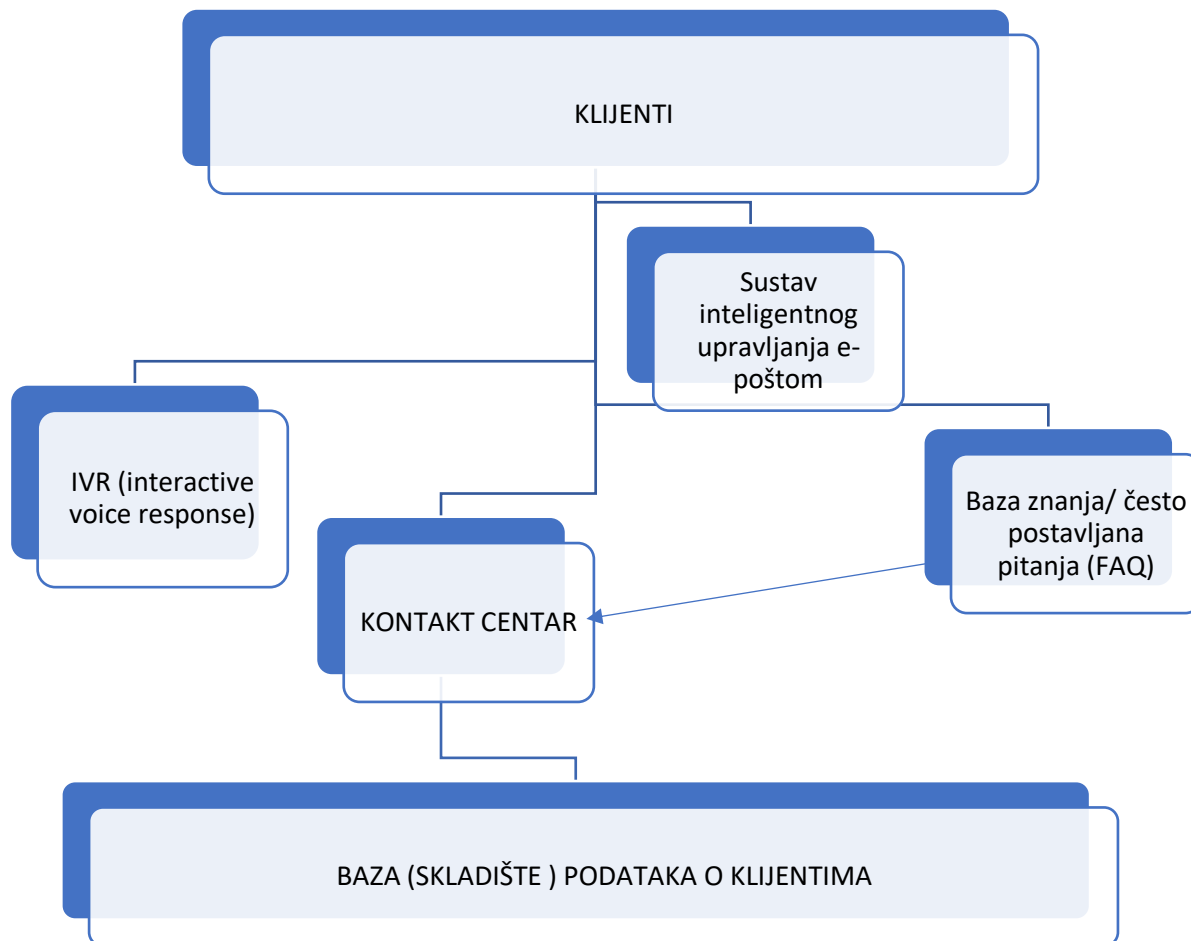 KLIJENTI
Sustav
inteligentnog
upravljanja e-
poštom
IVR (interactive
voice response)
Baza znanja/ često
postavljana
pitanja (FAQ)
KONTAKT CENTAR
BAZA (SKLADIŠTE ) PODATAKA O KLIJENTIMA